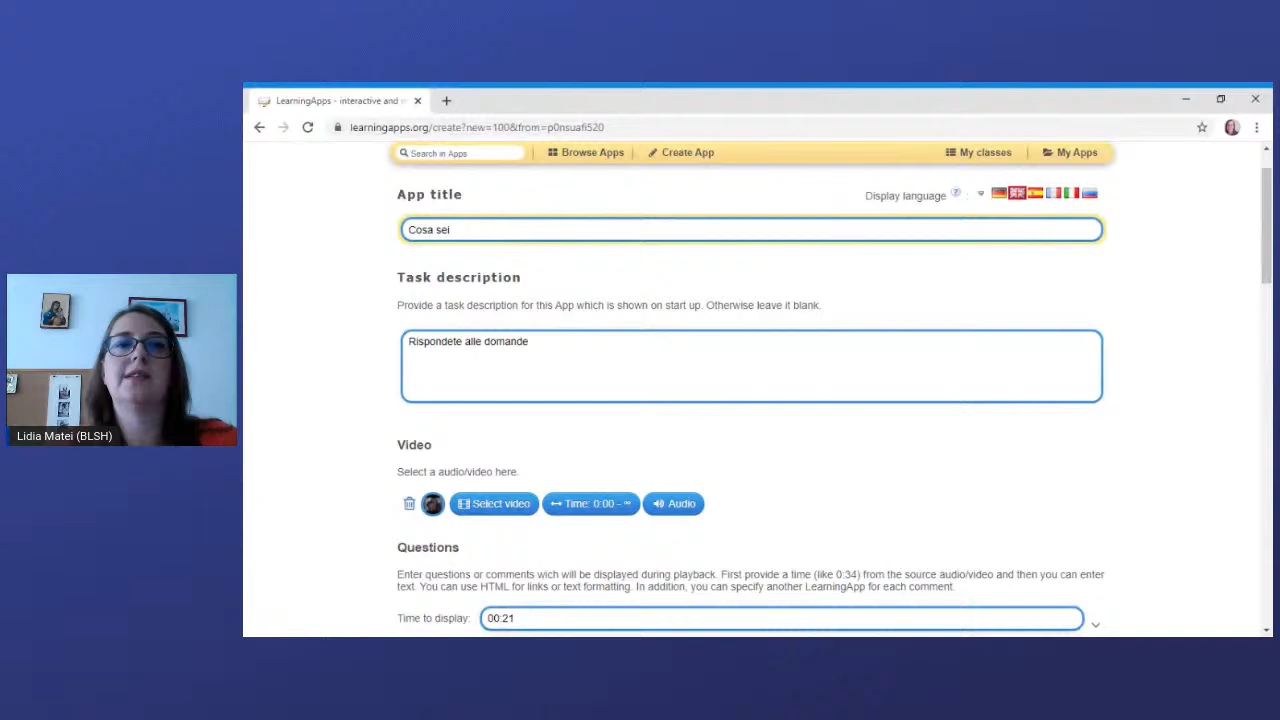 LearningApps - interactive and
learningapps.org/create?new=100&from=p0nsuafi520
Search in Apps
Browse Apps
Create App
My classes
My Apps
App title
Display language
Cosa sei
Task description
Provide a task description for this App which is shown on start up. Otherwise leave it blank.
Rispondete alle domande
Lidia Matei (BLSH)
Video
Select a audio/video here.
Select video
Time: 0:00 - ∞
Audio
Questions
Enter questions or comments wich will be displayed during playback. First provide a time (like 0:34) from the source audio/video and then you can enter
text. You can use HTML for links or text formatting. In addition, you can specify another LearningApp for each comment.
Time to display:
00:21